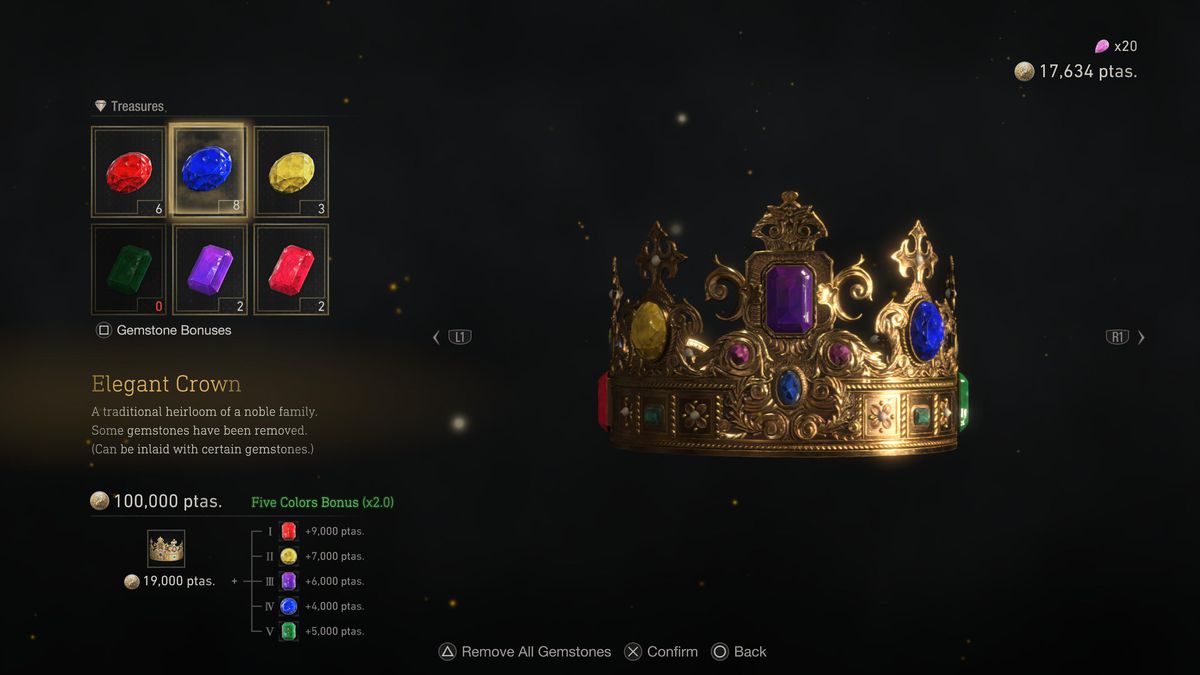 x20
17,634 ptas.
Treasures
6
8
3
0
2
2
Gemstone Bonuses
L1
R1
Elegant Crown
A traditional heirloom of a noble family.
Some gemstones have been removed.
(Can be inlaid with certain gemstones.)
100,000 ptas.
Five Colors Bonus (x2.0)
I +9,000 ptas.
II +7,000 ptas.
19,000 ptas. + III +6,000 ptas.
IV +4,000 ptas.
V +5,000 ptas.
Remove All Gemstones Confirm Back